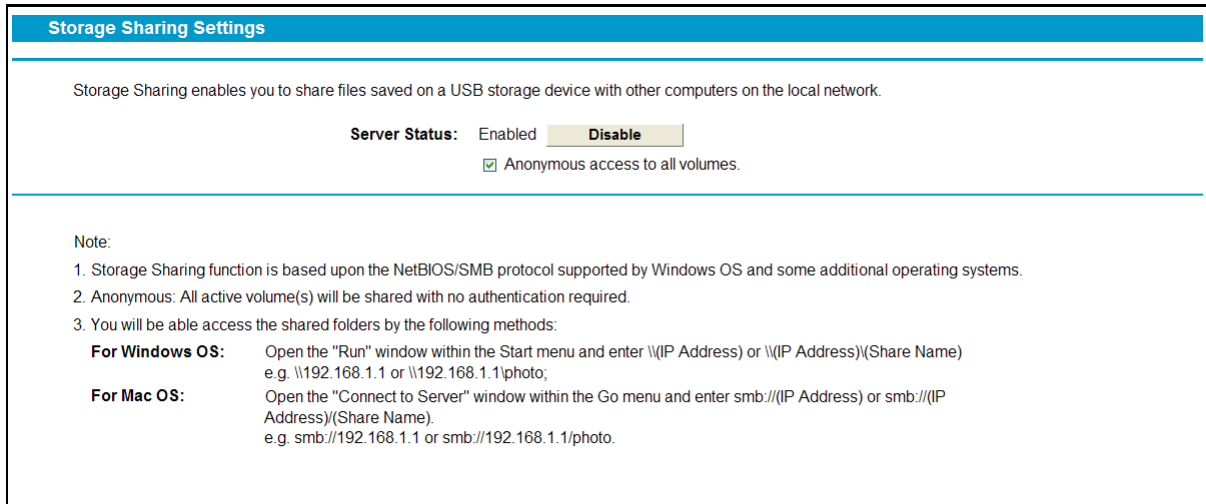 Storage Sharing Settings
Storage Sharing enables you to share files saved on a USB storage device with other computers on the local network.
Server Status: Enabled Disable
Anonymous access to all volumes.
Note:
1. Storage Sharing function is based upon the NetBIOS/SMB protocol supported by Windows OS and some additional operating systems.
2. Anonymous: All active volume(s) will be shared with no authentication required.
3. You will be able access the shared folders by the following methods:
For Windows OS: Open the "Run" window within the Start menu and enter \\(IP Address) or \\(IP Address)\(Share Name)
e.g. \\192.168.1.1 or \\192.168.1.1\photo;
For Mac OS: Open the "Connect to Server" window within the Go menu and enter smb://(IP Address) or smb://(IP
Address)/(Share Name).
e.g. smb://192.168.1.1 or smb://192.168.1.1/photo.